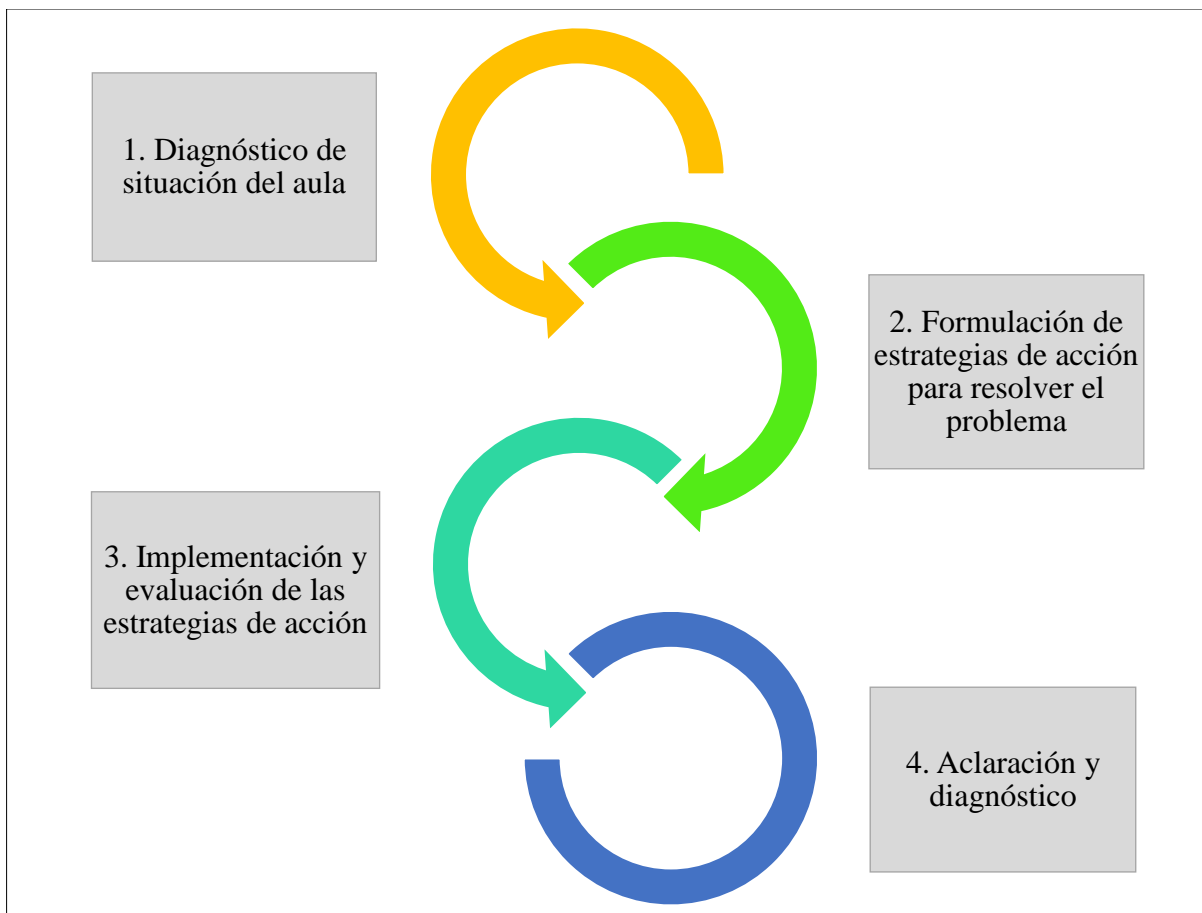 1. Diagnóstico de
situación del aula
2. Formulación de
estrategias de acción
para resolver el
problema
3. Implementación y
evaluación de las
estrategias de acción
4. Aclaración y
diagnóstico